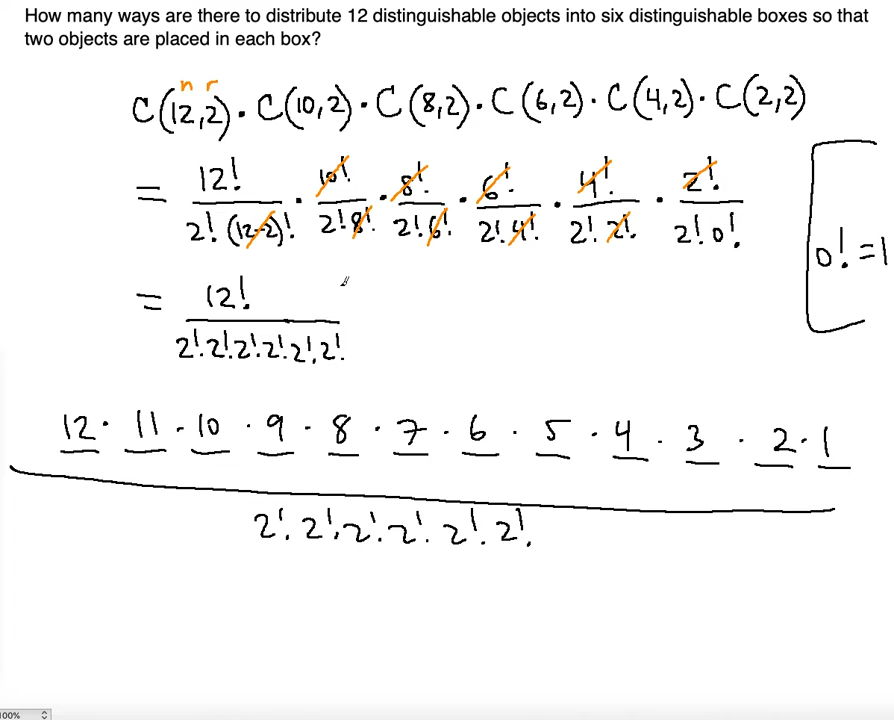 How many ways are there to distribute 12 distinguishable objects into six distinguishable boxes so that
two objects are placed in each box?
n r
C(12,2) · C(10,2) · C(8,2) · C(6,2) · C(4,2) · C(2,2)
= 12! / 2!(12-2)! · 10! / 2!8! · 8! / 2!6! · 6! / 2!4! · 4! / 2!2! · 2! / 2!0!
0! = 1
= 12! / 2!2!2!2!2!2!
12 · 11 · 10 · 9 · 8 · 7 · 6 · 5 · 4 · 3 · 2 · 1
2! 2! 2! 2! 2! 2!
100%